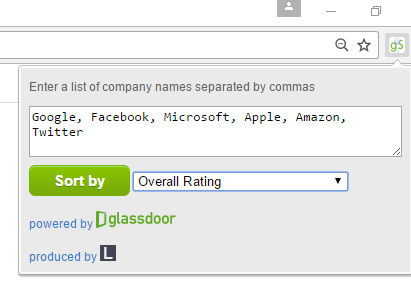 gS
Enter a list of company names separated by commas
Google, Facebook, Microsoft, Apple, Amazon,
Twitter
Sort by Overall Rating
powered by glassdoor
produced by L